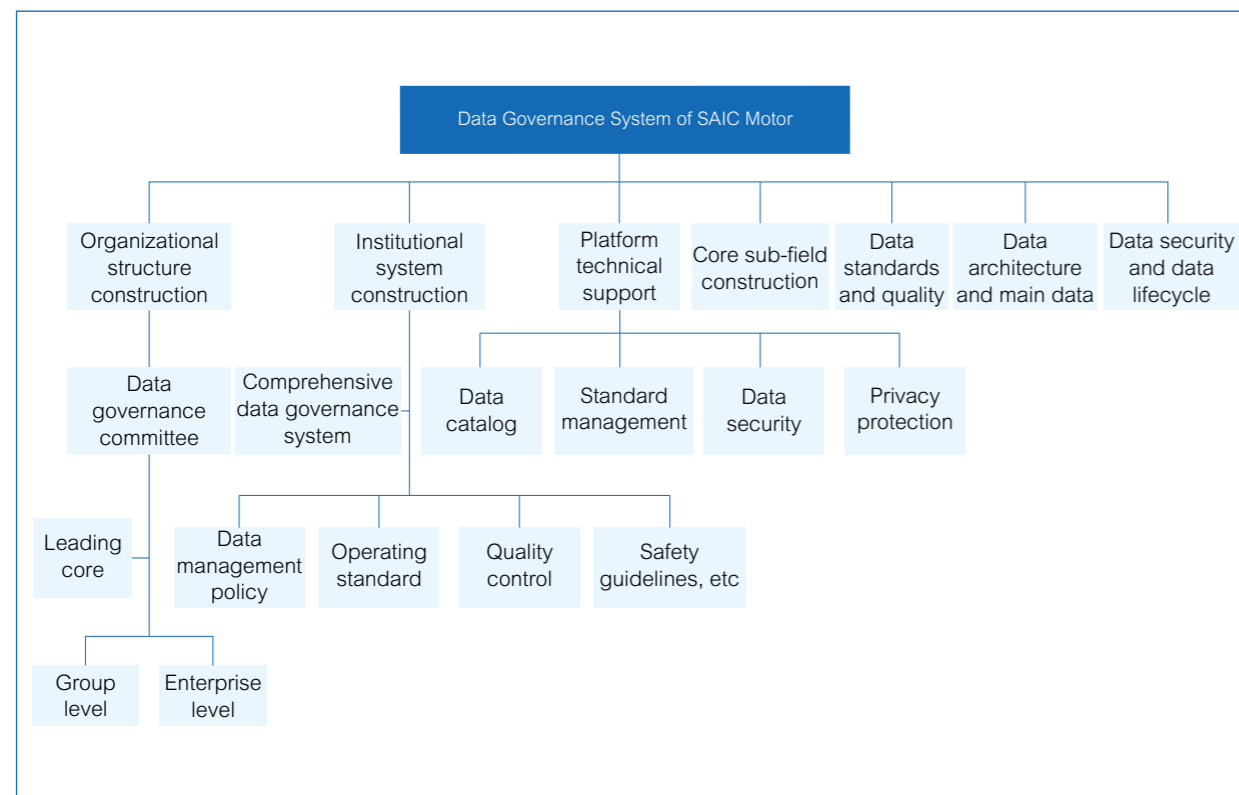 Data Governance System of SAIC Motor
Organizational
structure
construction
Institutional
system
construction
Platform
technical
support
Core sub-field
construction
Data
standards
and quality
Data
architecture
and main data
Data security
and data
lifecycle
Data
governance
committee
Comprehensive
data governance
system
Data
catalog
Standard
management
Data
security
Privacy
protection
Leading
core
Data
management
policy
Operating
standard
Quality
control
Safety
guidelines, etc
Group
level
Enterprise
level